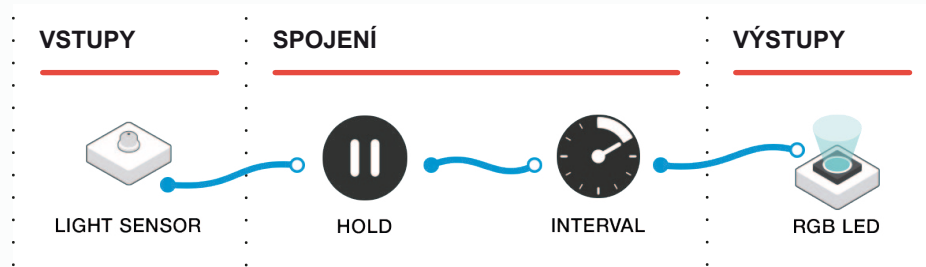 VSTUPY
SPOJENÍ
VÝSTUPY
LIGHT SENSOR
HOLD
INTERVAL
RGB LED